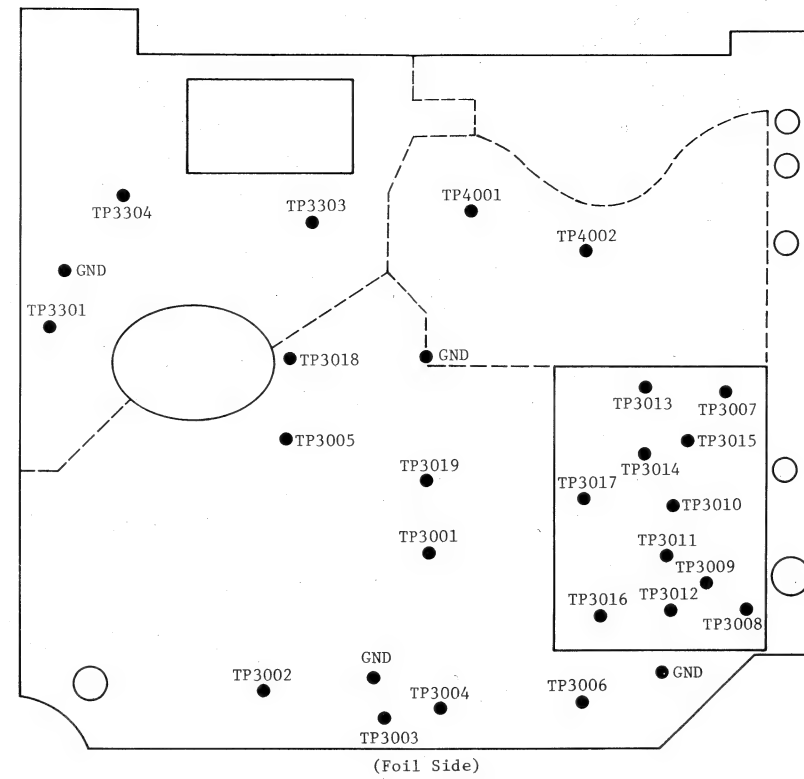 TP4001
TP3304
TP3303
TP4002
GND
TP3301
GND
TP3018
TP3013
TP3007
TP3005
TP3015
TP3014
TP3019
TP3017
TP3010
TP3001
TP3011
TP3009
TP3016
TP3012
TP3008
GND
GND
TP3002
TP3004
TP3006
TP3003
(Foil Side)